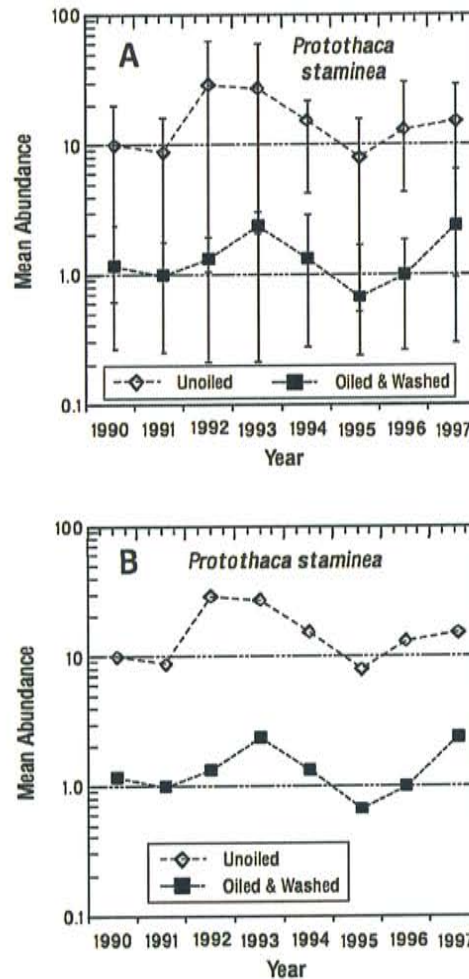 100
A
Protothaca
staminea
10
1.0
0.1
Mean Abundance
Unoiled
Oiled & Washed
1990 1991 1992 1993 1994 1995 1996 1997
Year
100
B Protothaca staminea
10
1.0
0.1
Mean Abundance
Unoiled
Oiled & Washed
1990 1991 1992 1993 1994 1995 1996 1997
Year